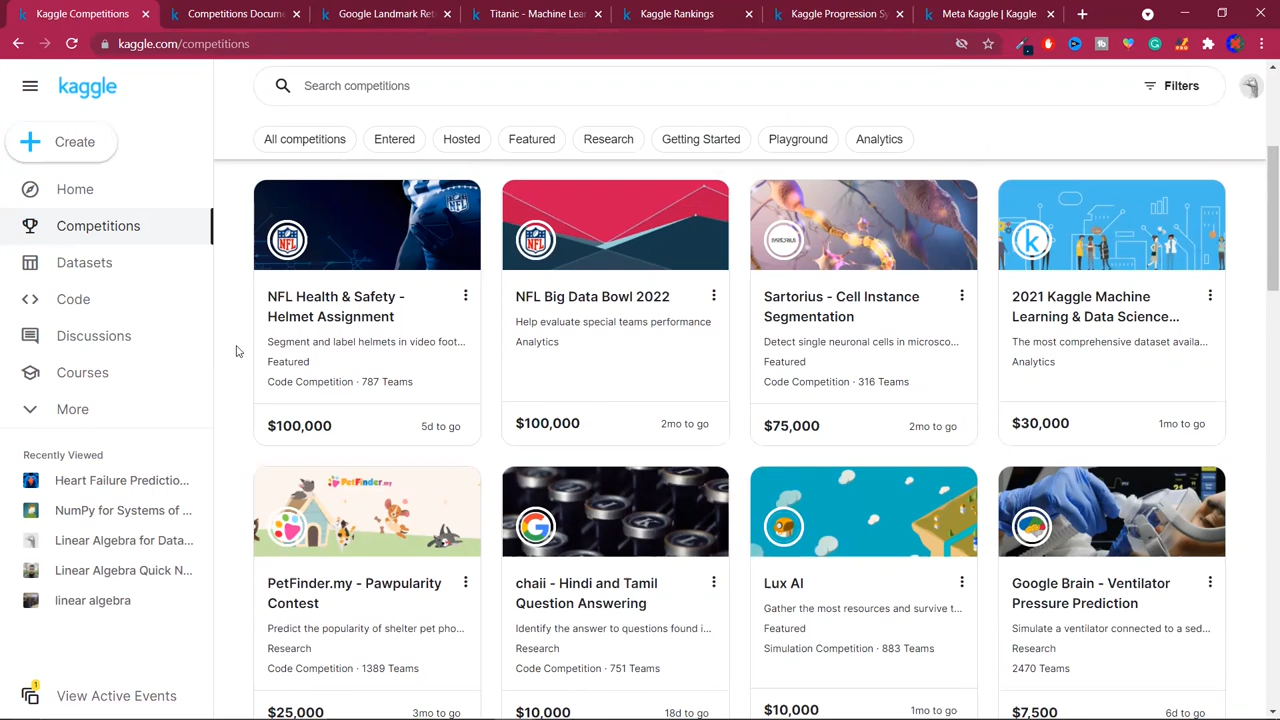 Kaggle Competitions
Competitions Docum
Google Landmark Ret
Titanic - Machine Lear
Kaggle Rankings
Kaggle Progression Sy
Meta Kaggle | Kaggle
kaggle.com/competitions
kaggle
Search competitions
Filters
Create
All competitions
Entered
Hosted
Featured
Research
Getting Started
Playground
Analytics
Home
Competitions
Datasets
Code
Discussions
Courses
More
Recently Viewed
Heart Failure Predictio...
NumPy for Systems of ...
Linear Algebra for Data...
Linear Algebra Quick N...
linear algebra
1
View Active Events
NFL
NFL Health & Safety -
Helmet Assignment
Segment and label helmets in video foot...
Featured
Code Competition · 787 Teams
$100,000
5d to go
NFL
NFL Big Data Bowl 2022
Help evaluate special teams performance
Analytics
$100,000
2mo to go
SARTORIUS
Sartorius - Cell Instance
Segmentation
Detect single neuronal cells in microsco...
Featured
Code Competition · 316 Teams
$75,000
2mo to go
k
2021 Kaggle Machine
Learning & Data Science...
The most comprehensive dataset availa...
Analytics
$30,000
1mo to go
PetFinder.my
PetFinder.my - Pawpularity
Contest
Predict the popularity of shelter pet pho...
Research
Code Competition · 1389 Teams
$25,000
3mo to go
G
chaii - Hindi and Tamil
Question Answering
Identify the answer to questions found i...
Research
Code Competition · 751 Teams
$10,000
18d to go
Lux AI
Gather the most resources and survive t...
Featured
Simulation Competition · 883 Teams
$10,000
1mo to go
Google Brain - Ventilator
Pressure Prediction
Simulate a ventilator connected to a sed...
Research
2470 Teams
$7,500
6d to go